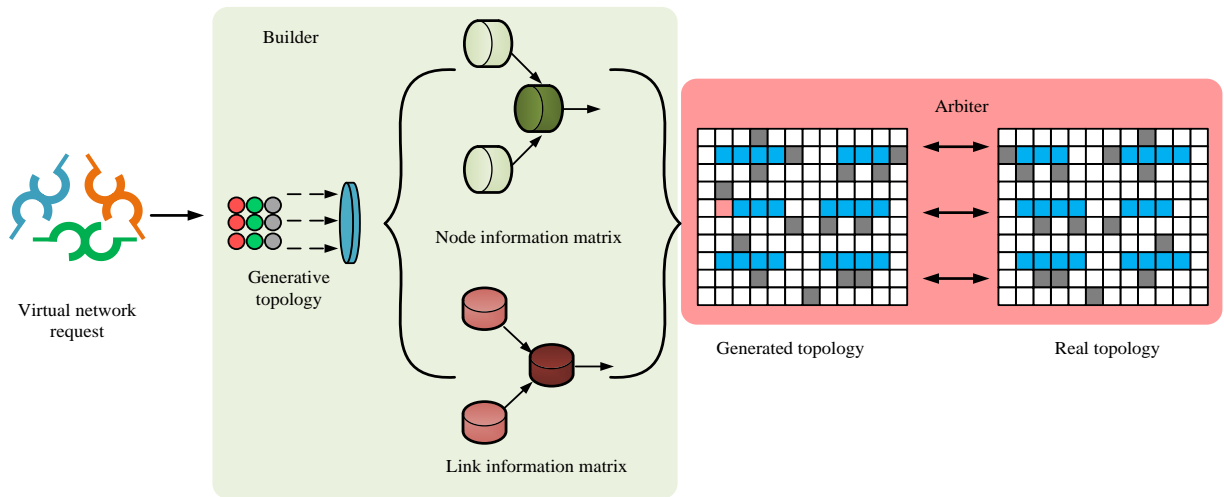 Builder
Arbiter
Node information matrix
Generative
topology
Virtual network
request
Generated topology
Real topology
Link information matrix